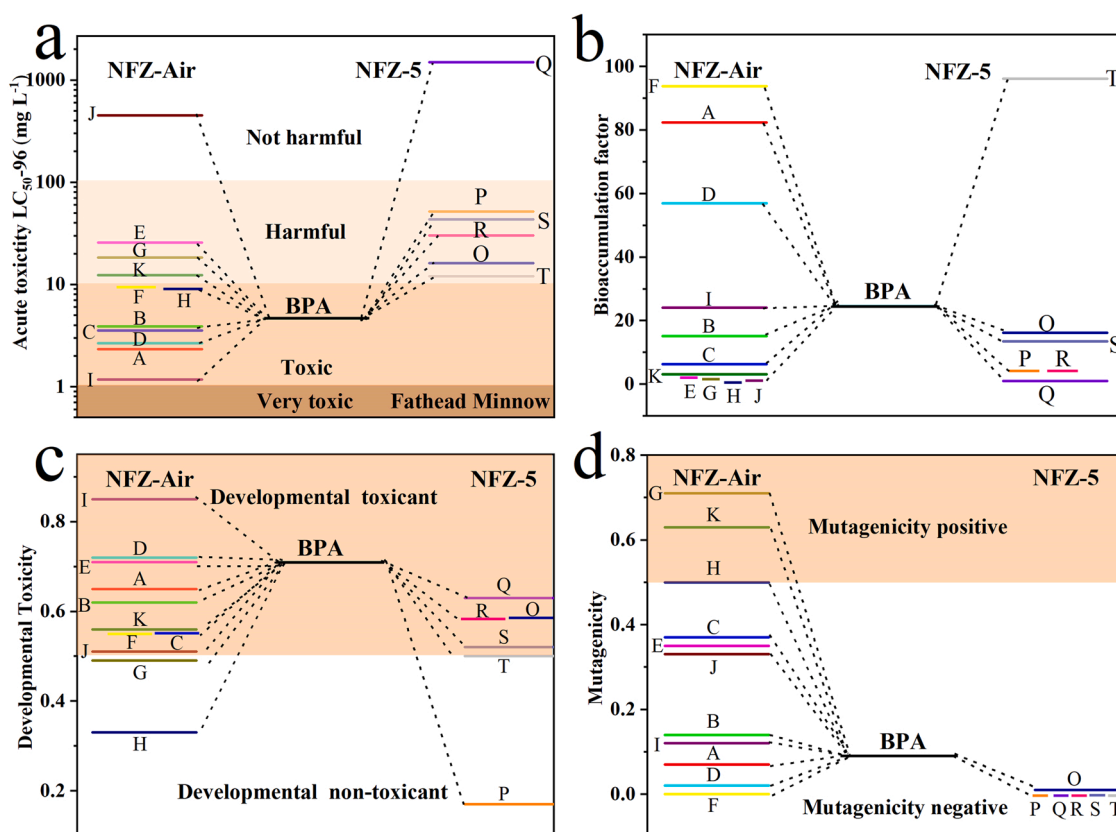 a
NFZ-Air
NFZ-5
Acute toxictity LC50-96 (mg L-1)
1000
100
10
1
J
Q
Not harmful
E
G
K
F
H
Harmful
P
S
R
O
T
B
C
D
A
I
BPA
Toxic
Very toxic
Fathead Minnow
b
NFZ-Air
NFZ-5
Bioaccumulation factor
100
80
60
40
20
0
F
A
D
I
B
C
K
E
G
H
J
BPA
T
O
S
P
R
Q
c
NFZ-Air
NFZ-5
Developmental Toxicity
0.8
0.6
0.4
0.2
I
Developmental toxicant
D
E
A
B
K
F
C
J
G
H
BPA
Q
R
O
S
T
Developmental non-toxicant
P
d
NFZ-Air
NFZ-5
Mutagenicity
0.8
0.6
0.4
0.2
0.0
G
K
Mutagenicity positive
H
C
E
J
B
I
A
D
F
BPA
Mutagenicity negative
O
P
Q
R
S
T